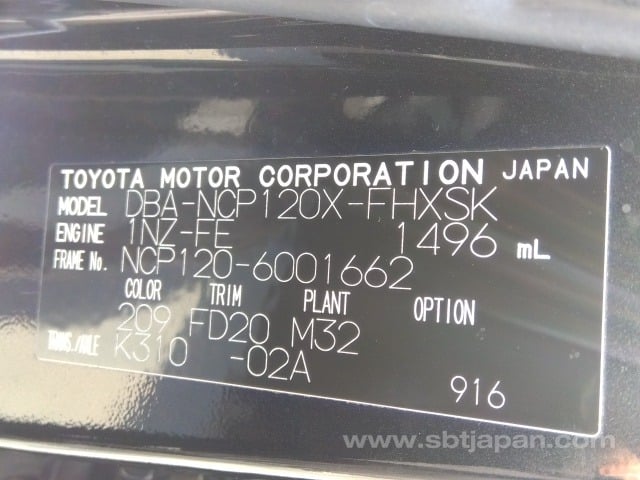 TOYOTA MOTOR CORPORATION JAPAN
MODEL DBA-NCP120X-FHXSK
ENGINE 1NZ-FE 1496 mL
FRAME No. NCP120-6001662
COLOR TRIM PLANT OPTION
209 FD20 M32
TRANS./AXLE K310 -02A
916
www.sbtjapan.com